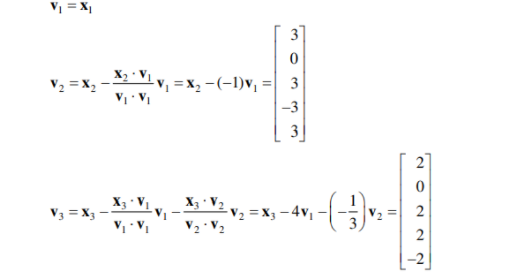 v₁ = x₁
v₂ = x₂ − (x₂ · v₁)/(v₁ · v₁) v₁ = x₂ − (−1)v₁ = [3 0 3 −3 3]
v₃ = x₃ − (x₃ · v₁)/(v₁ · v₁) v₁ − (x₃ · v₂)/(v₂ · v₂) v₂ = x₃ − 4v₁ − (−1/3) v₂ = [2 0 2 2 −2]